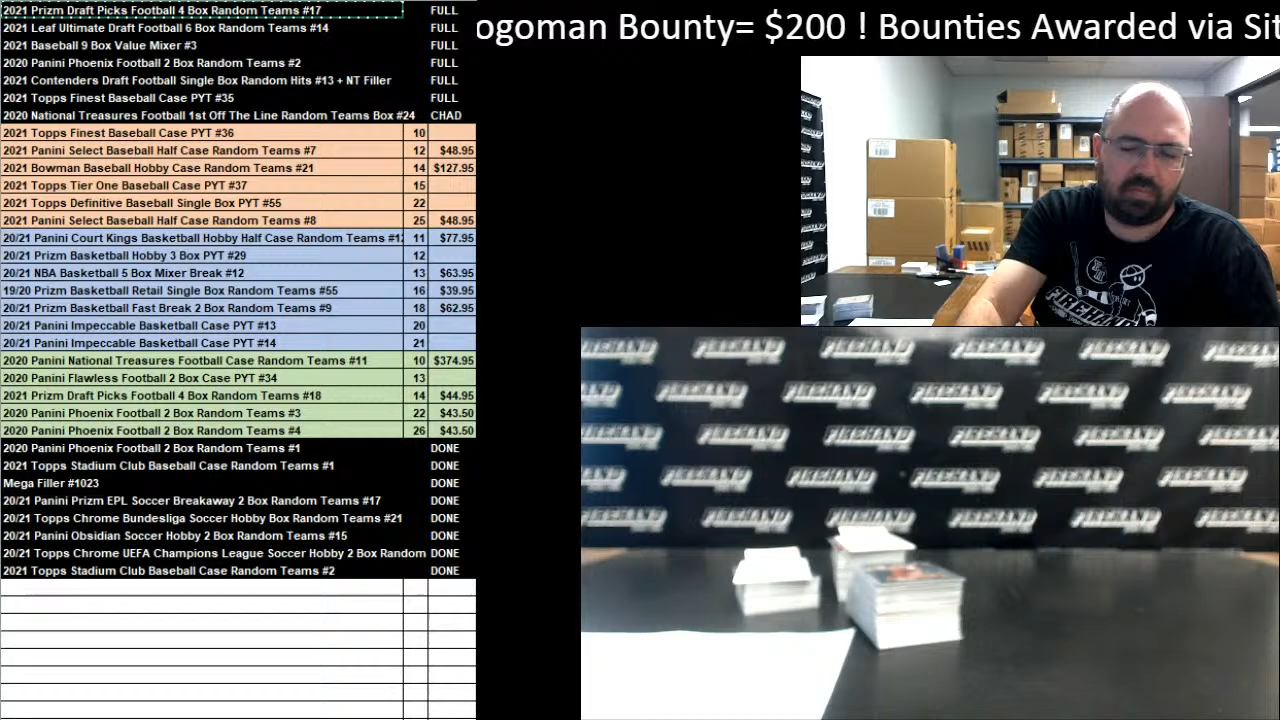 2021 Prizm Draft Picks Football 4 Box Random Teams #17 FULL
2021 Leaf Ultimate Draft Football 6 Box Random Teams #14 FULL
2021 Baseball 9 Box Value Mixer #3 FULL
2020 Panini Phoenix Football 2 Box Random Teams #2 FULL
2021 Contenders Draft Football Single Box Random Hits #13 + NT Filler FULL
2021 Topps Finest Baseball Case PYT #35 FULL
2020 National Treasures Football 1st Off The Line Random Teams Box #24 CHAD
2021 Topps Finest Baseball Case PYT #36 10
2021 Panini Select Baseball Half Case Random Teams #7 12 $48.95
2021 Bowman Baseball Hobby Case Random Teams #21 14 $127.95
2021 Topps Tier One Baseball Case PYT #37 15
2021 Topps Definitive Baseball Single Box PYT #55 22
2021 Panini Select Baseball Half Case Random Teams #8 25 $48.95
20/21 Panini Court Kings Basketball Hobby Half Case Random Teams #12 11 $77.95
20/21 Prizm Basketball Hobby 3 Box PYT #29 12
20/21 NBA Basketball 5 Box Mixer Break #12 13 $63.95
19/20 Prizm Basketball Retail Single Box Random Teams #55 16 $39.95
20/21 Prizm Basketball Fast Break 2 Box Random Teams #9 18 $62.95
20/21 Panini Impeccable Basketball Case PYT #13 20
20/21 Panini Impeccable Basketball Case PYT #14 21
2020 Panini National Treasures Football Case Random Teams #11 10 $374.95
2020 Panini Flawless Football 2 Box Case PYT #34 13
2021 Prizm Draft Picks Football 4 Box Random Teams #18 14 $44.95
2020 Panini Phoenix Football 2 Box Random Teams #3 22 $43.50
2020 Panini Phoenix Football 2 Box Random Teams #4 26 $43.50
2020 Panini Phoenix Football 2 Box Random Teams #1 DONE
2021 Topps Stadium Club Baseball Case Random Teams #1 DONE
Mega Filler #1023 DONE
20/21 Panini Prizm EPL Soccer Breakaway 2 Box Random Teams #17 DONE
20/21 Topps Chrome Bundesliga Soccer Hobby Box Random Teams #21 DONE
20/21 Panini Obsidian Soccer Hobby 2 Box Random Teams #15 DONE
20/21 Topps Chrome UEFA Champions League Soccer Hobby 2 Box Random DONE
2021 Topps Stadium Club Baseball Case Random Teams #2 DONE
ogoman Bounty= $200 ! Bounties Awarded via Sit
FIREHAND
FIREHAND